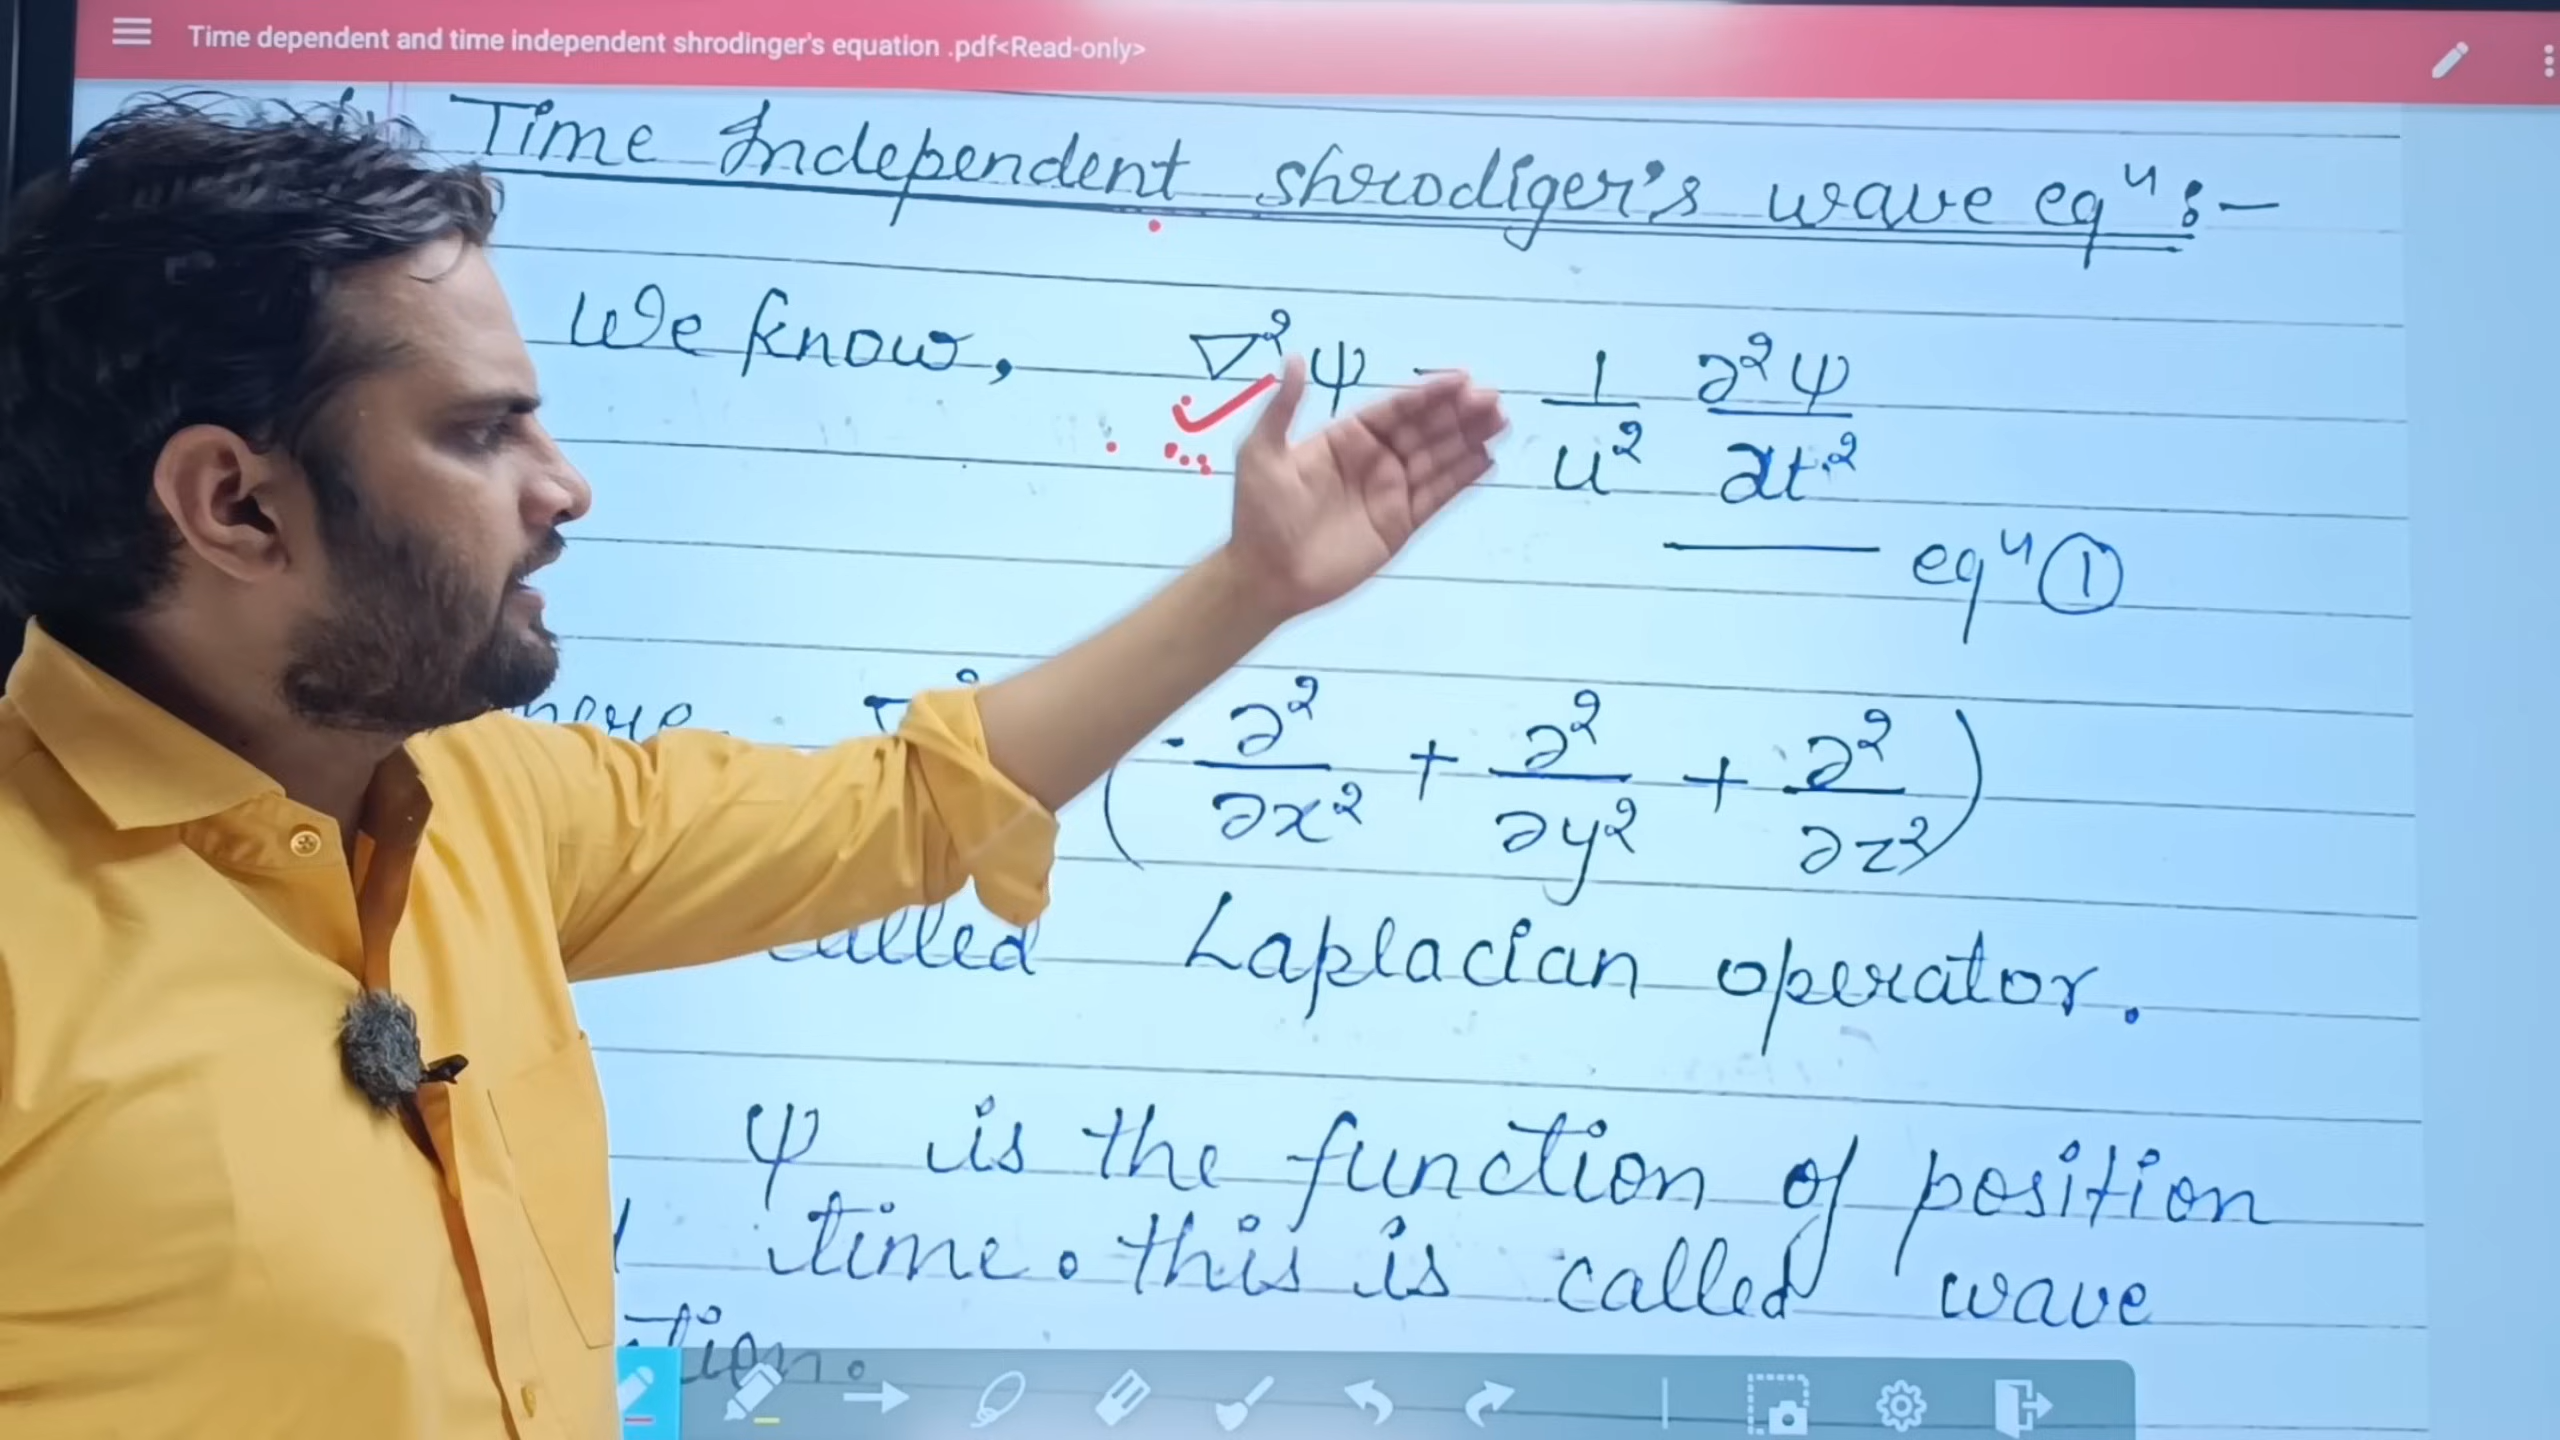 Time dependent and time independent shrodinger's equation .pdf<Read-only>
Time Independent shrodiger's wave eqⁿ :-
We know, ∇²ψ = 1/u² ∂²ψ/∂t²
eqⁿ ①
(∂²/∂x² + ∂²/∂y² + ∂²/∂z²)
called Laplacian operator.
ψ is the function of position
time. this is called wave